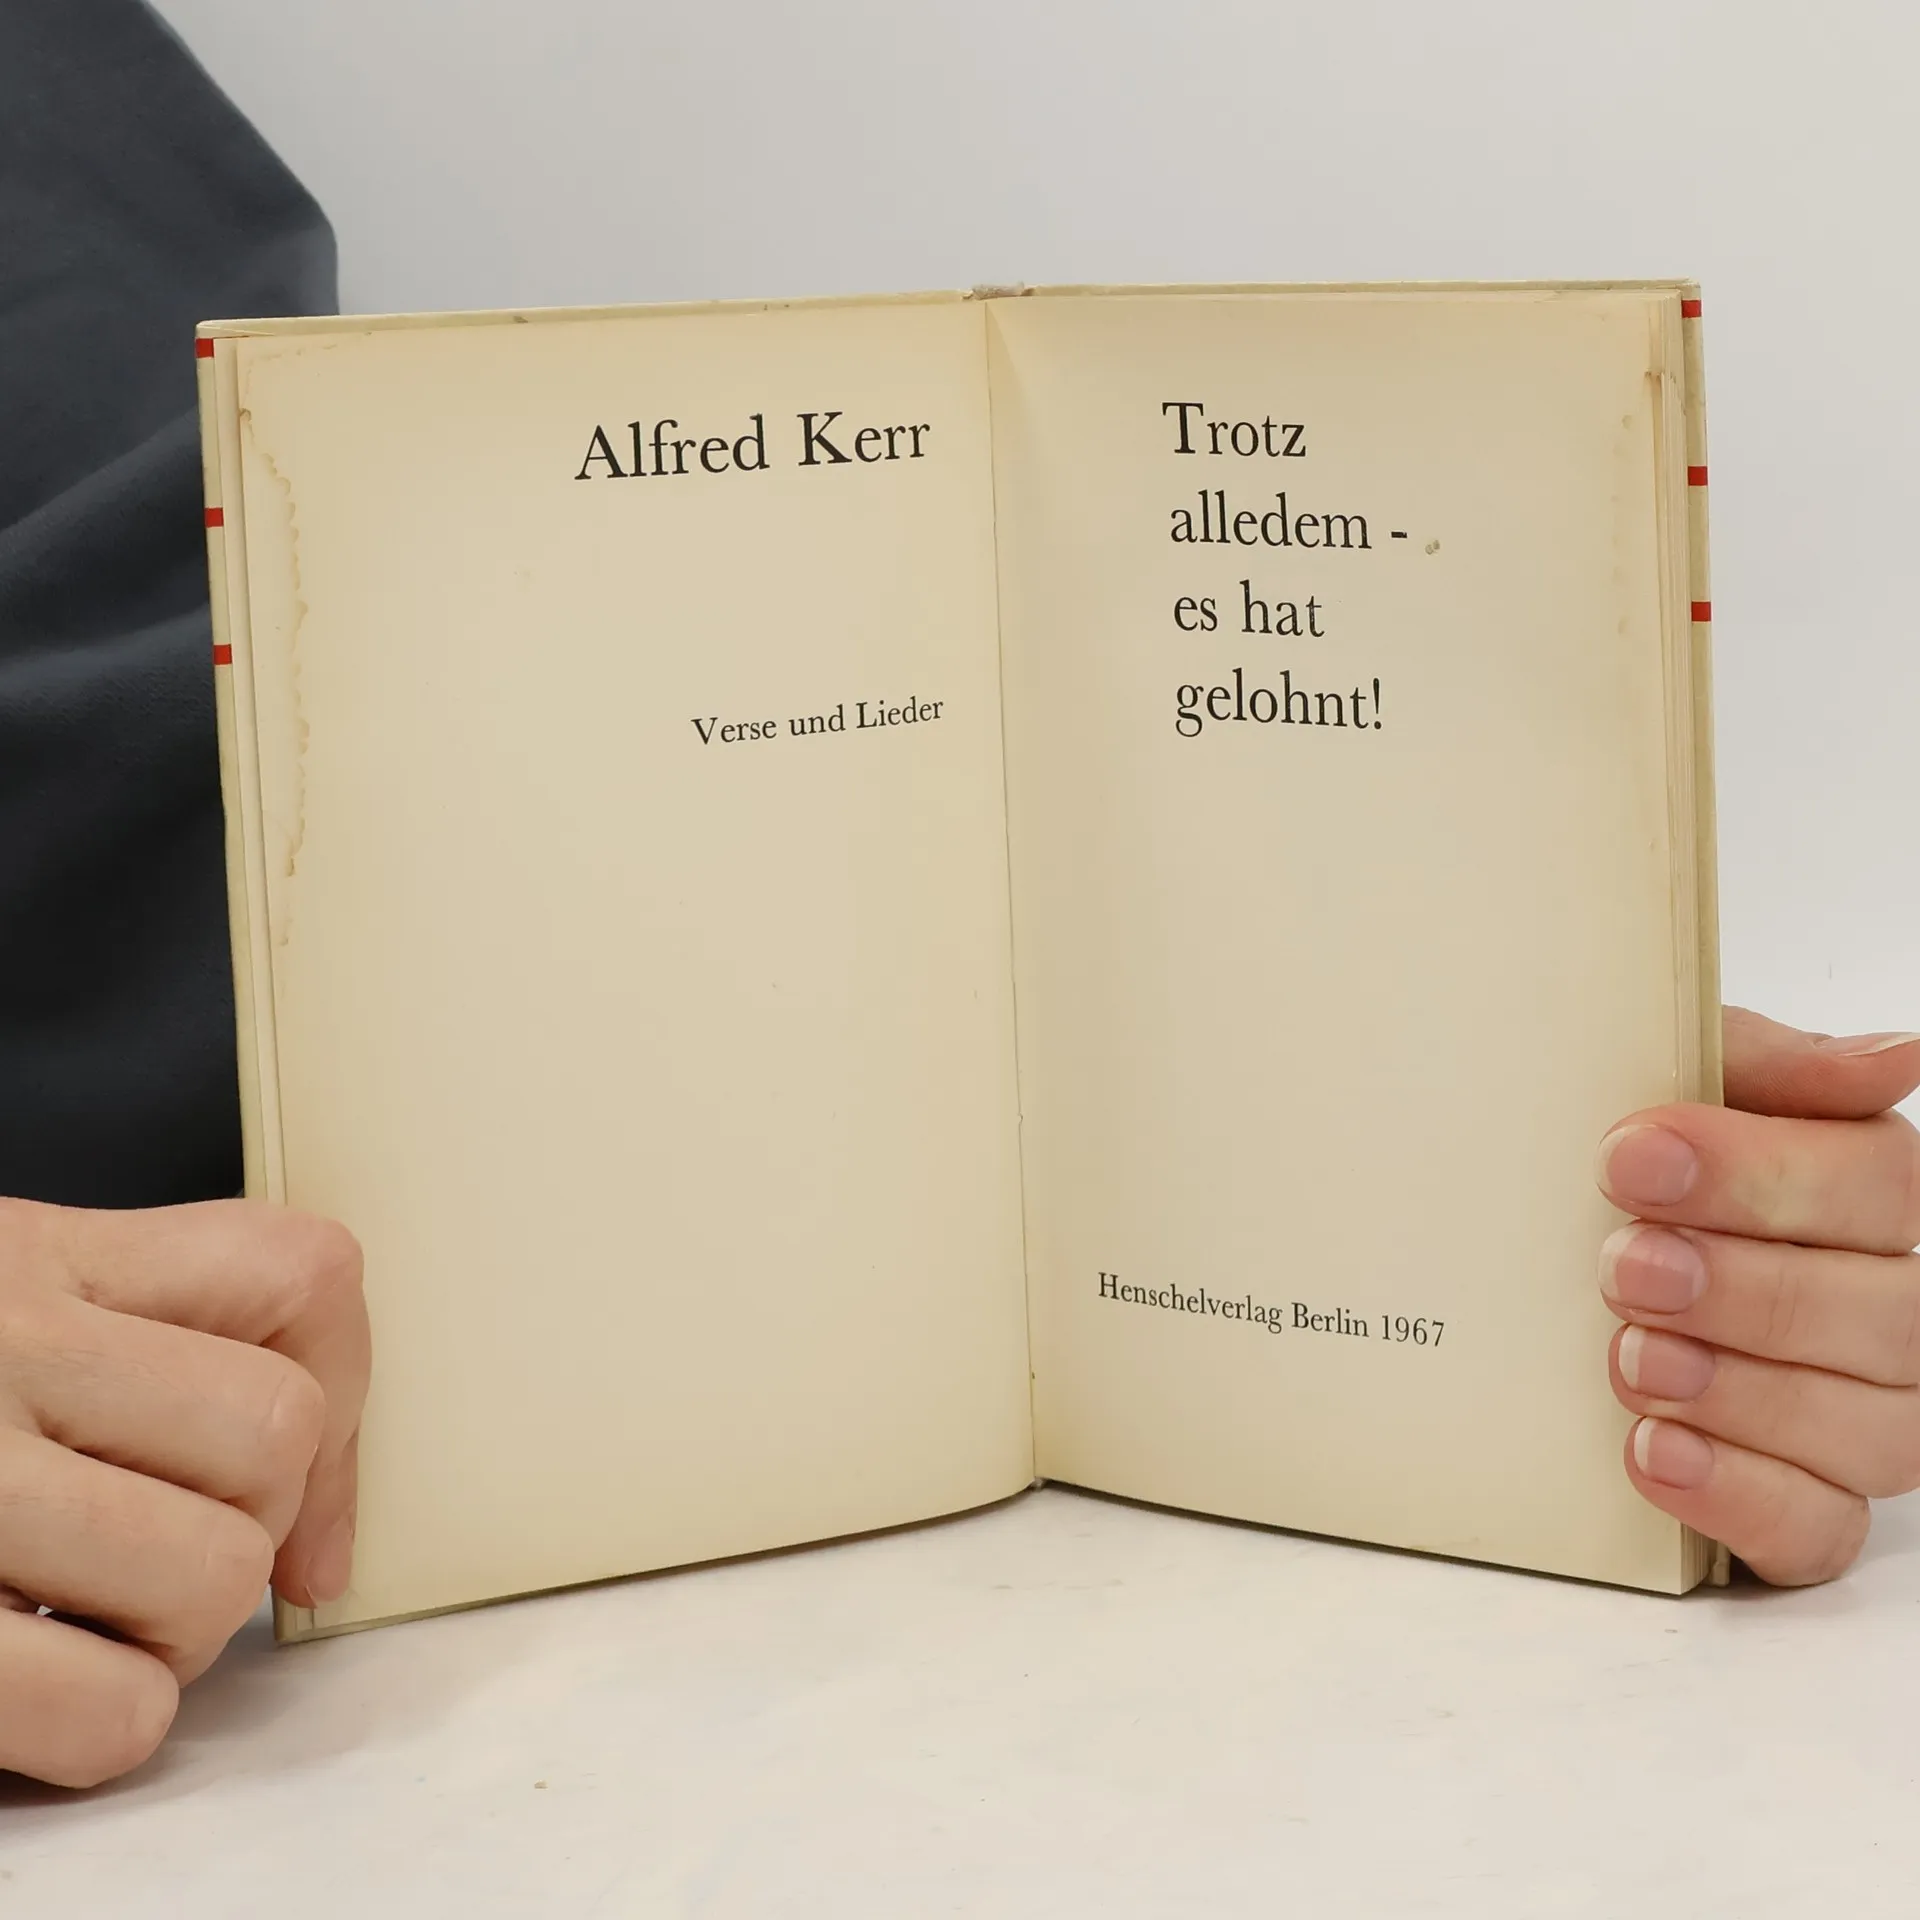 Alfred Kerr
Verse und Lieder
Trotz
alledem -
es hat
gelohnt!
Henschelverlag Berlin 1967